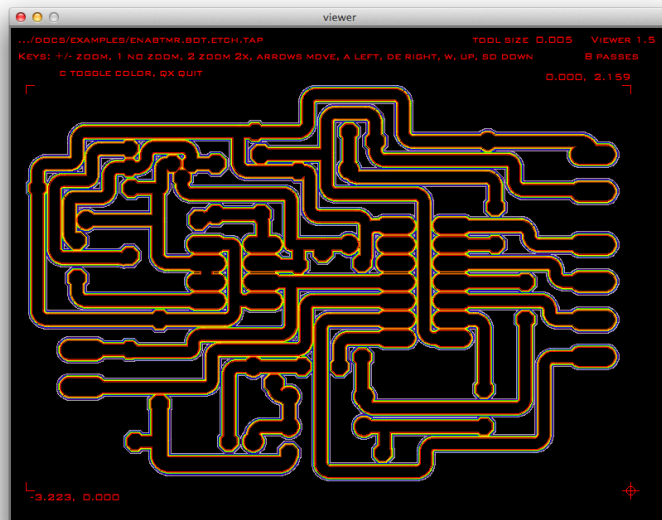 viewer
.../DOCS/EXAMPLES/ENABTMR.BOT.ETCH.TAP TOOL SIZE 0.005 VIEWER 1.5
KEYS: +/- ZOOM, 1 NO ZOOM, 2 ZOOM 2X, ARROWS MOVE, A LEFT, DE RIGHT, W, UP, SO DOWN 8 PASSES
C TOGGLE DOLOR, QX QUIT 0.000, 2.159
-3.223, 0.000